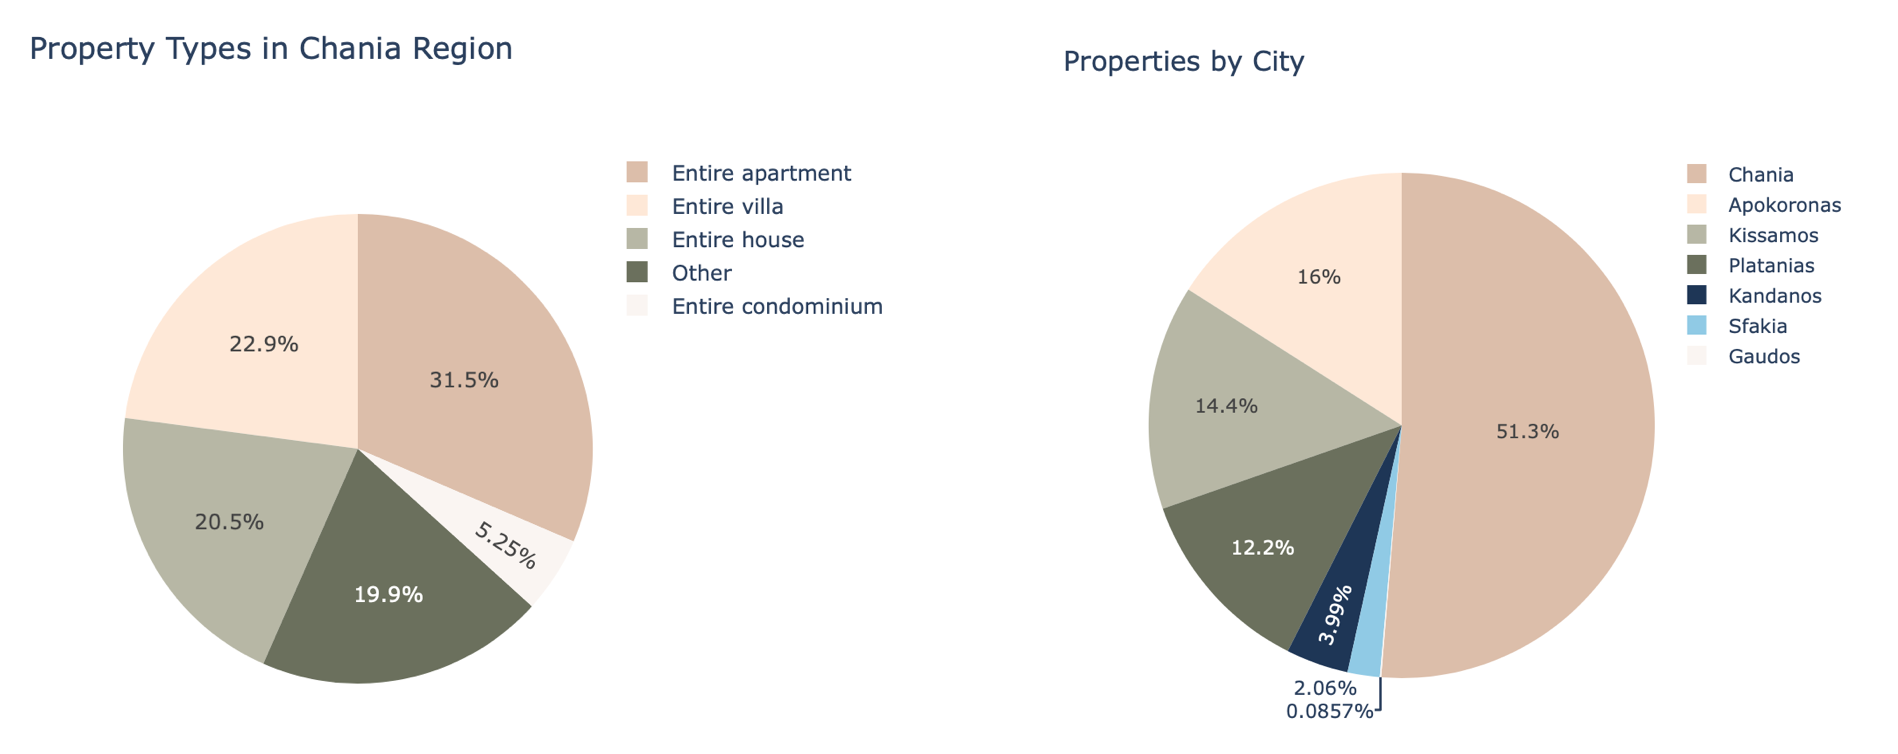 Property Types in Chania Region
Entire apartment
Entire villa
Entire house
Other
Entire condominium
22.9%
31.5%
20.5%
5.25%
19.9%
Properties by City
Chania
Apokoronas
Kissamos
Platanias
Kandanos
Sfakia
Gaudos
16%
14.4%
51.3%
12.2%
3.99%
2.06%
0.0857%